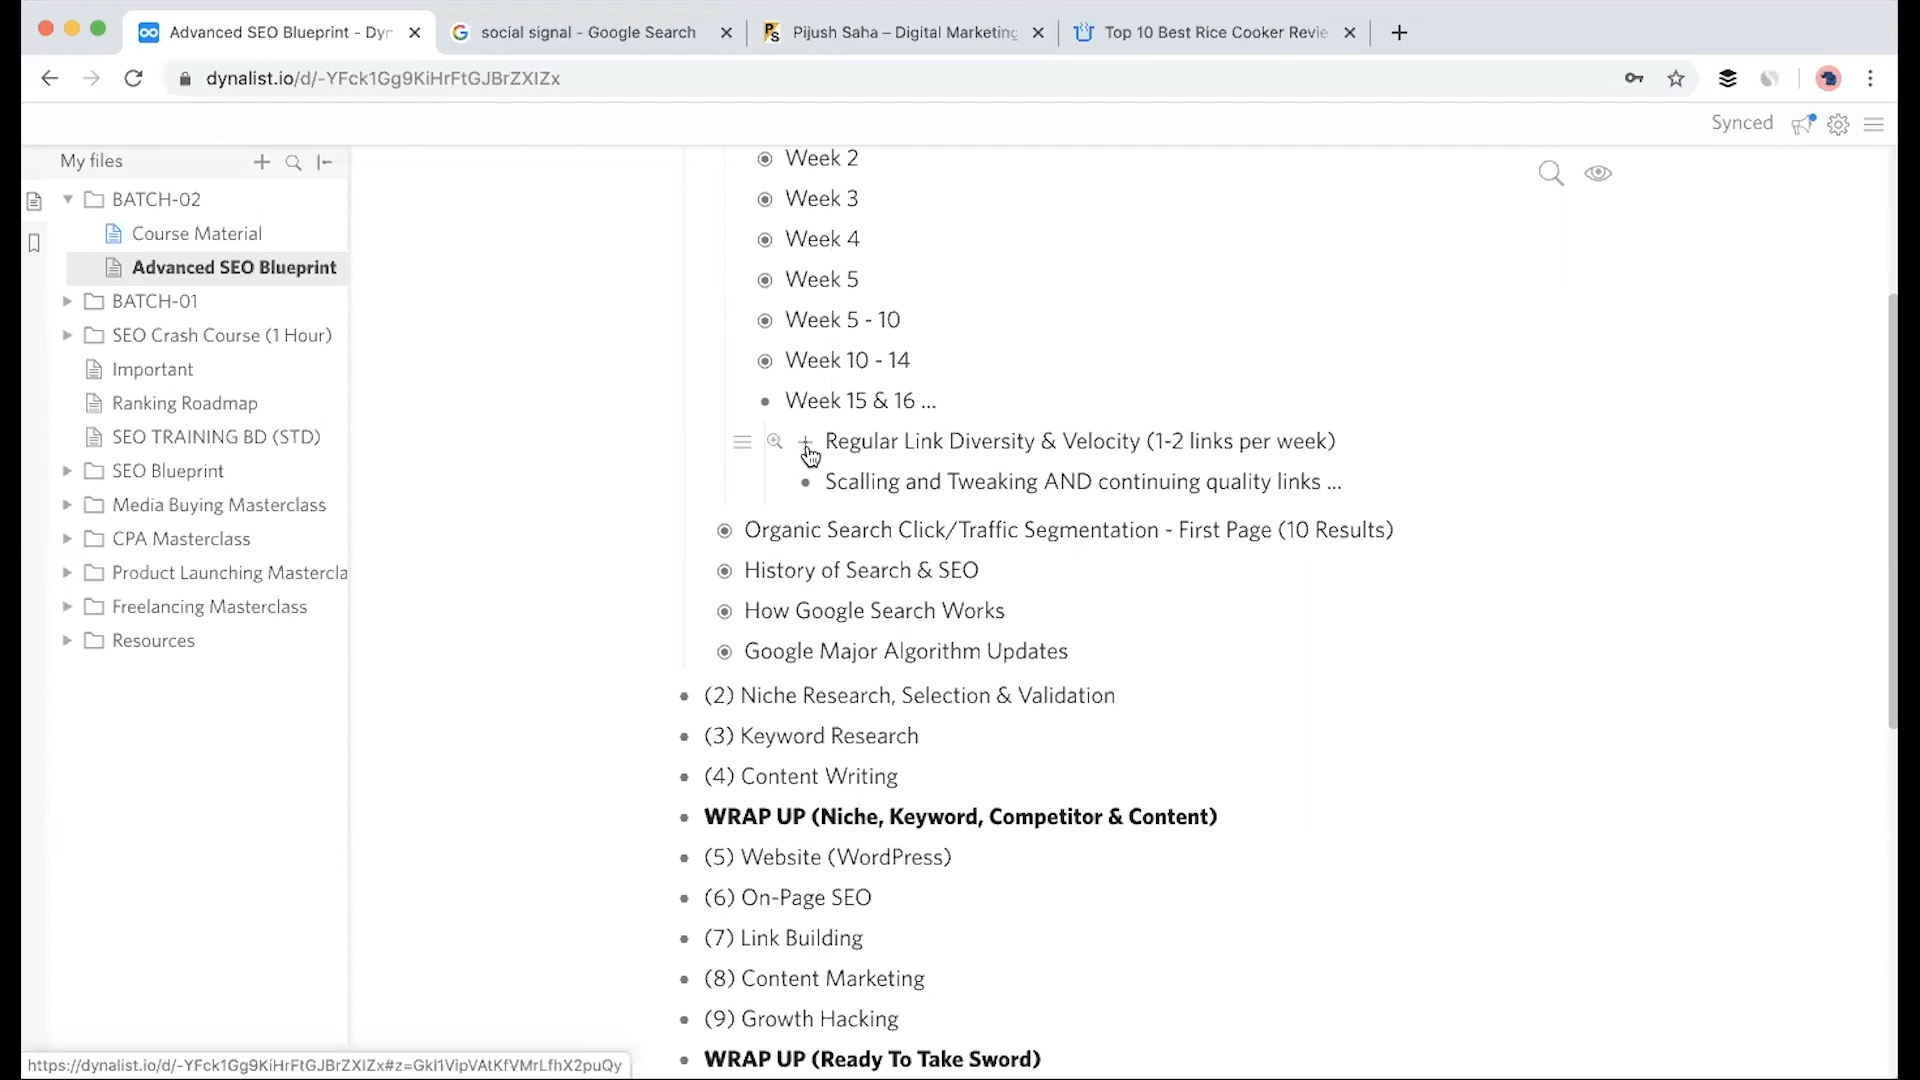 Advanced SEO Blueprint - Dyn
social signal - Google Search
Pijush Saha – Digital Marketing
Top 10 Best Rice Cooker Revie
dynalist.io/d/-YFck1Gg9KiHrFtGJBrZXIZx
Synced
My files
BATCH-02
Course Material
Advanced SEO Blueprint
BATCH-01
SEO Crash Course (1 Hour)
Important
Ranking Roadmap
SEO TRAINING BD (STD)
SEO Blueprint
Media Buying Masterclass
CPA Masterclass
Product Launching Mastercla
Freelancing Masterclass
Resources
Week 2
Week 3
Week 4
Week 5
Week 5 - 10
Week 10 - 14
Week 15 & 16 ...
Regular Link Diversity & Velocity (1-2 links per week)
Scalling and Tweaking AND continuing quality links ...
Organic Search Click/Traffic Segmentation - First Page (10 Results)
History of Search & SEO
How Google Search Works
Google Major Algorithm Updates
(2) Niche Research, Selection & Validation
(3) Keyword Research
(4) Content Writing
WRAP UP (Niche, Keyword, Competitor & Content)
(5) Website (WordPress)
(6) On-Page SEO
(7) Link Building
(8) Content Marketing
(9) Growth Hacking
WRAP UP (Ready To Take Sword)
https://dynalist.io/d/-YFck1Gg9KiHrFtGJBrZXIZx#z=GkI1VipVAtKfVMrLfhX2puQy